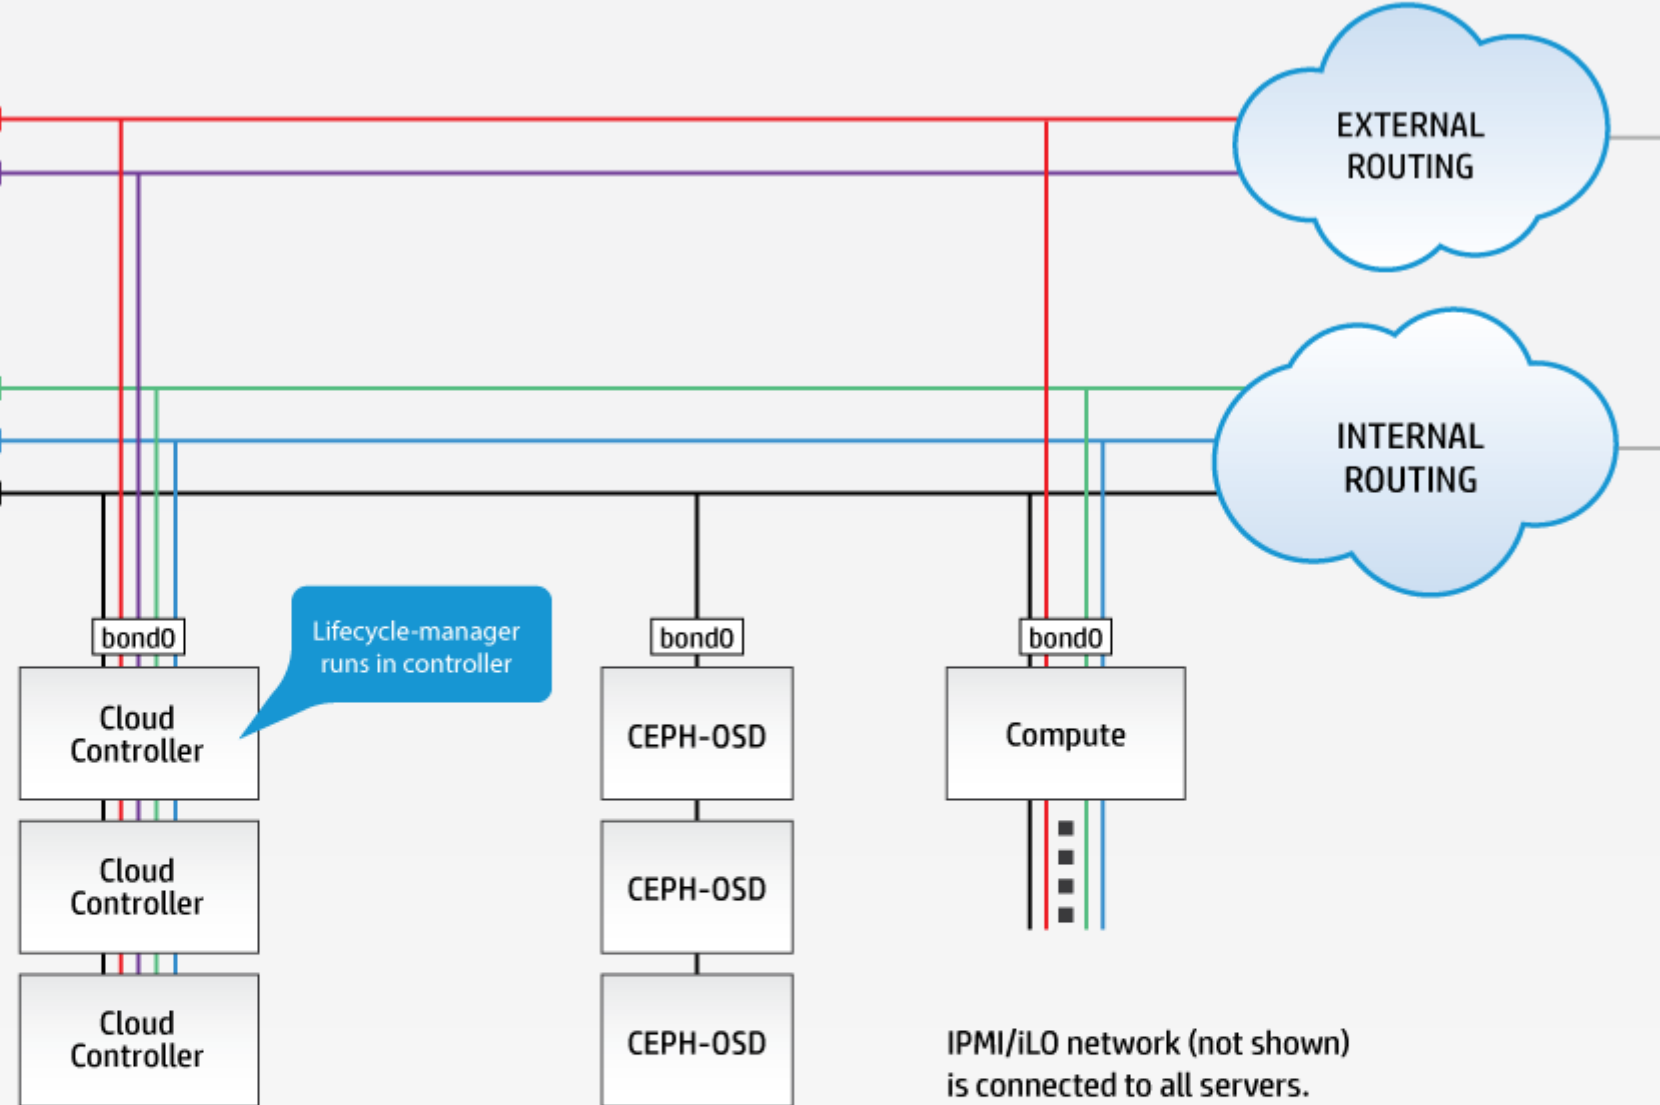 EXTERNAL
ROUTING
INTERNAL
ROUTING
bond0
Lifecycle-manager
runs in controller
bond0
bond0
Cloud
Controller
CEPH-OSD
Compute
Cloud
Controller
CEPH-OSD
Cloud
Controller
CEPH-OSD
IPMI/iLO network (not shown)
is connected to all servers.